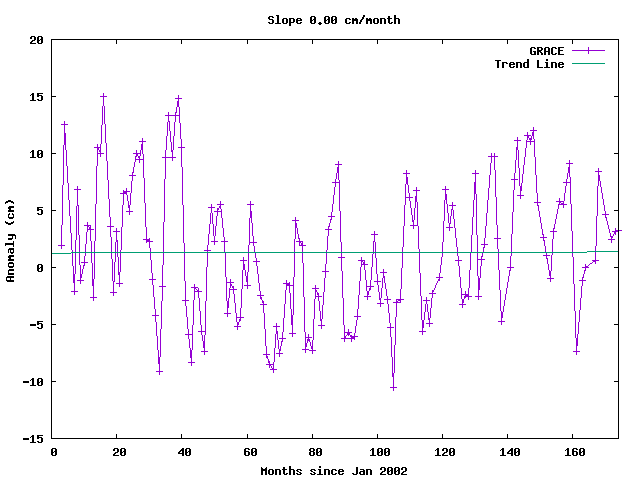 Slope 0.00 cm/month
GRACE
Trend Line
20
15
10
5
0
-5
-10
-15
Anomaly (cm)
0 20 40 60 80 100 120 140 160
Months since Jan 2002